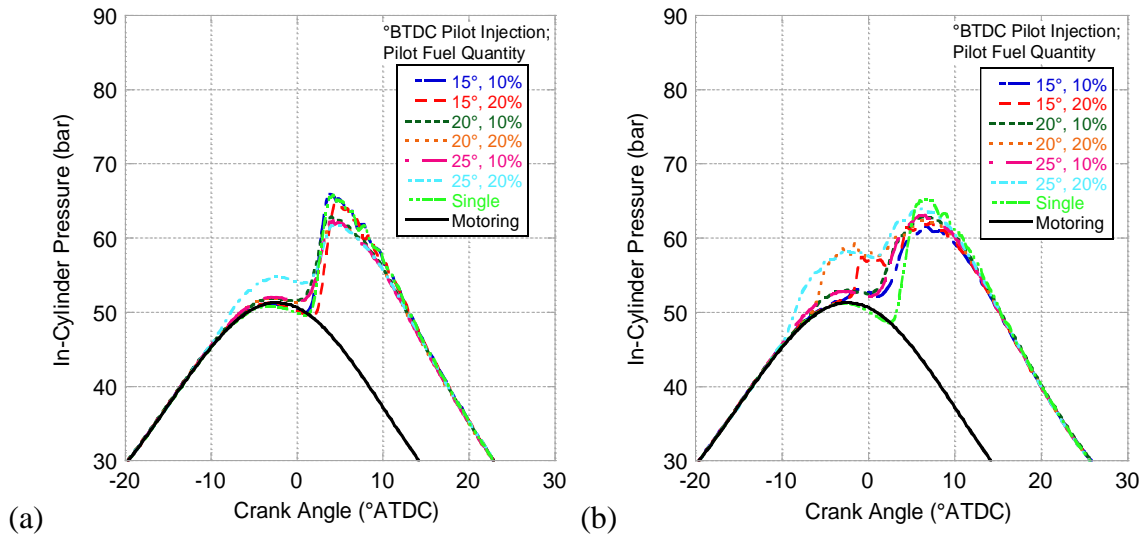 °BTDC Pilot Injection;
Pilot Fuel Quantity
15°, 10%
15°, 20%
20°, 10%
20°, 20%
25°, 10%
25°, 20%
Single
Motoring
In-Cylinder Pressure (bar)
90
80
70
60
50
40
30
-20
-10
0
10
20
30
Crank Angle (°ATDC)
(a)
°BTDC Pilot Injection;
Pilot Fuel Quantity
15°, 10%
15°, 20%
20°, 10%
20°, 20%
25°, 10%
25°, 20%
Single
Motoring
In-Cylinder Pressure (bar)
90
80
70
60
50
40
30
-20
-10
0
10
20
30
Crank Angle (°ATDC)
(b)